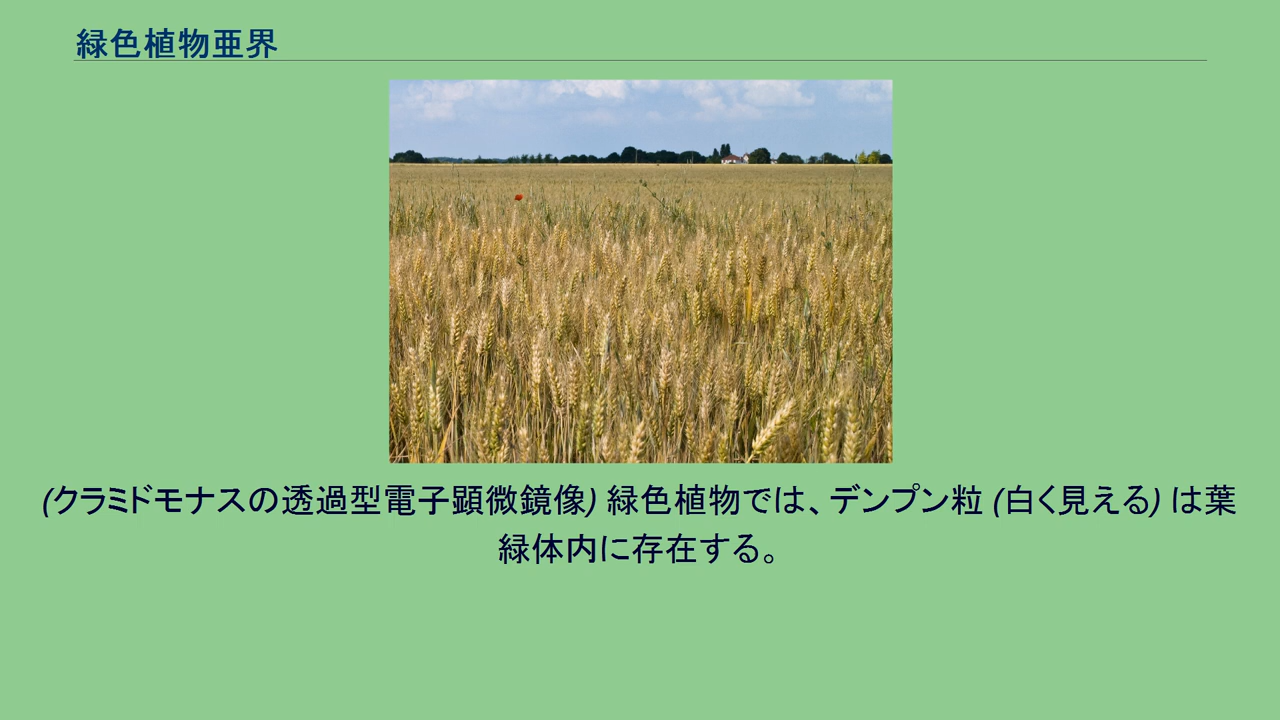 緑色植物亜界
(クラミドモナスの透過型電子顕微鏡像) 緑色植物では、デンプン粒 (白く見える) は葉
緑体内に存在する。